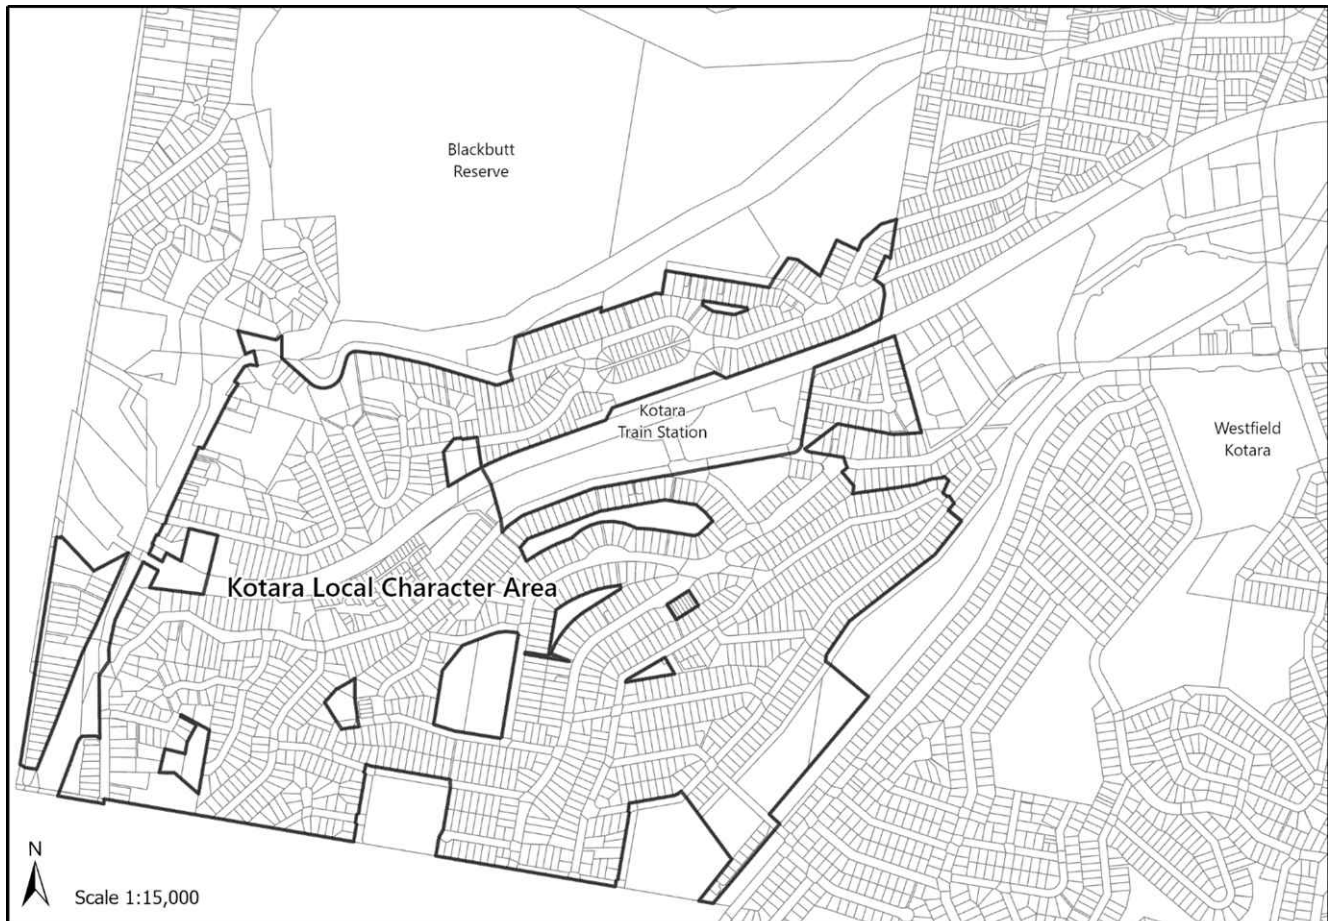 Blackbutt
Reserve
Kotara
Train Station
Westfield
Kotara
Kotara Local Character Area
N
Scale 1:15,000